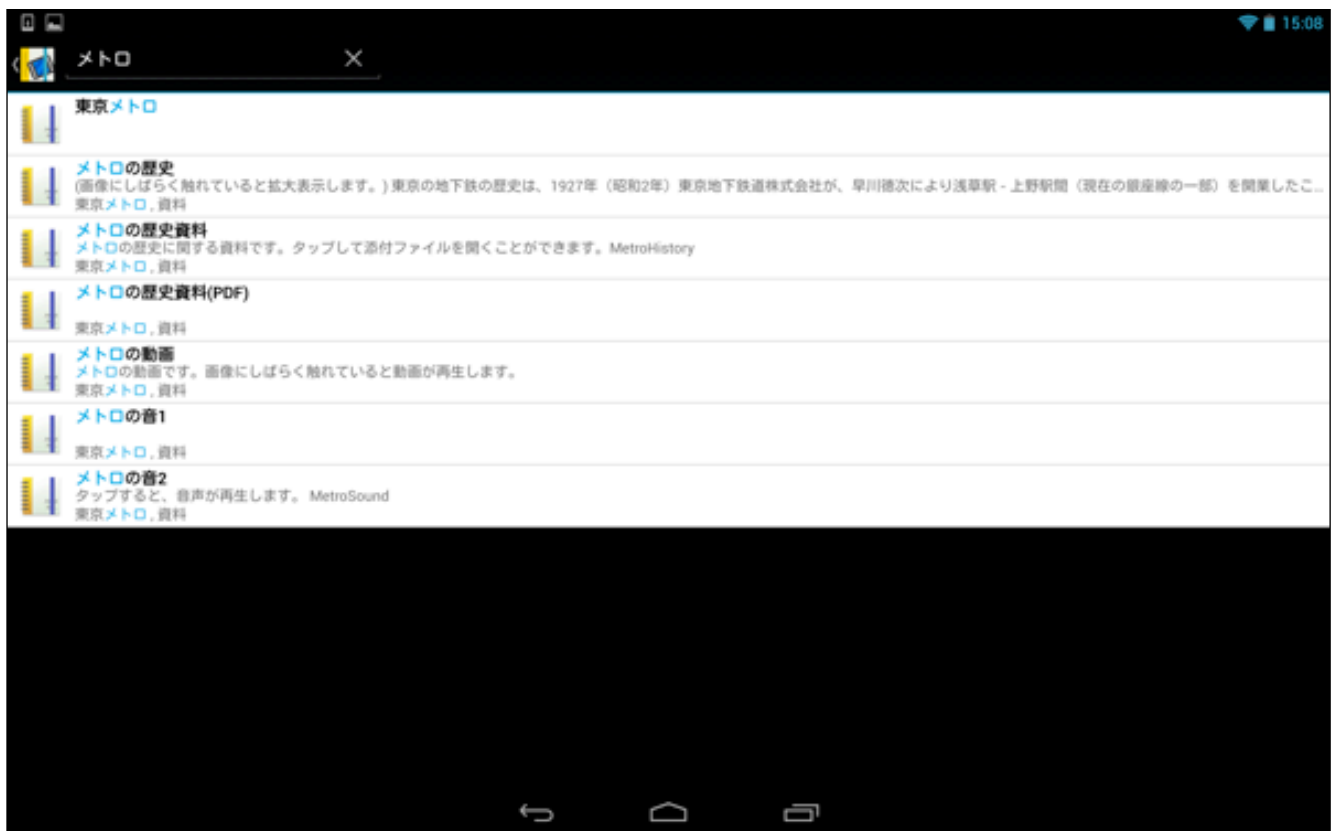 15:08
メトロ
東京メトロ
メトロの歴史
(画像にしばらく触れていると拡大表示します。) 東京の地下鉄の歴史は、1927年（昭和2年）東京地下鉄道株式会社が、早川徳次により浅草駅 - 上野駅間（現在の銀座線の一部）を開業したこ...
東京メトロ , 資料
メトロの歴史資料
メトロの歴史に関する資料です。タップして添付ファイルを開くことができます。MetroHistory
東京メトロ , 資料
メトロの歴史資料(PDF)
東京メトロ , 資料
メトロの動画
メトロの動画です。画像にしばらく触れていると動画が再生します。
東京メトロ , 資料
メトロの音1
東京メトロ , 資料
メトロの音2
タップすると、音声が再生します。 MetroSound
東京メトロ , 資料